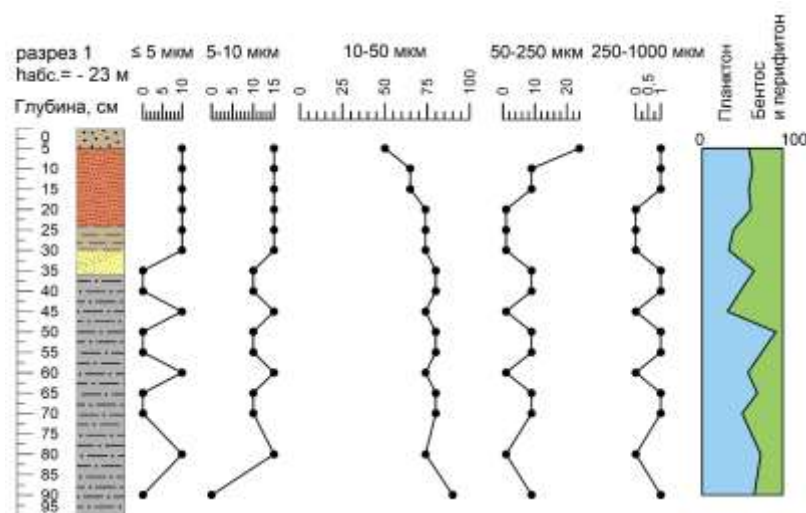 разрез 1
hабс.= - 23 м
Глубина, см
≤ 5 мкм
5-10 мкм
10-50 мкм
50-250 мкм
250-1000 мкм
Планктон
Бентос
и перифитон
0 5 10
0 5 15
0 25 50 75 100
0 10 20
0 0,5 1
0 100
0
5
10
15
20
25
30
35
40
45
50
55
60
65
70
75
80
85
90
95